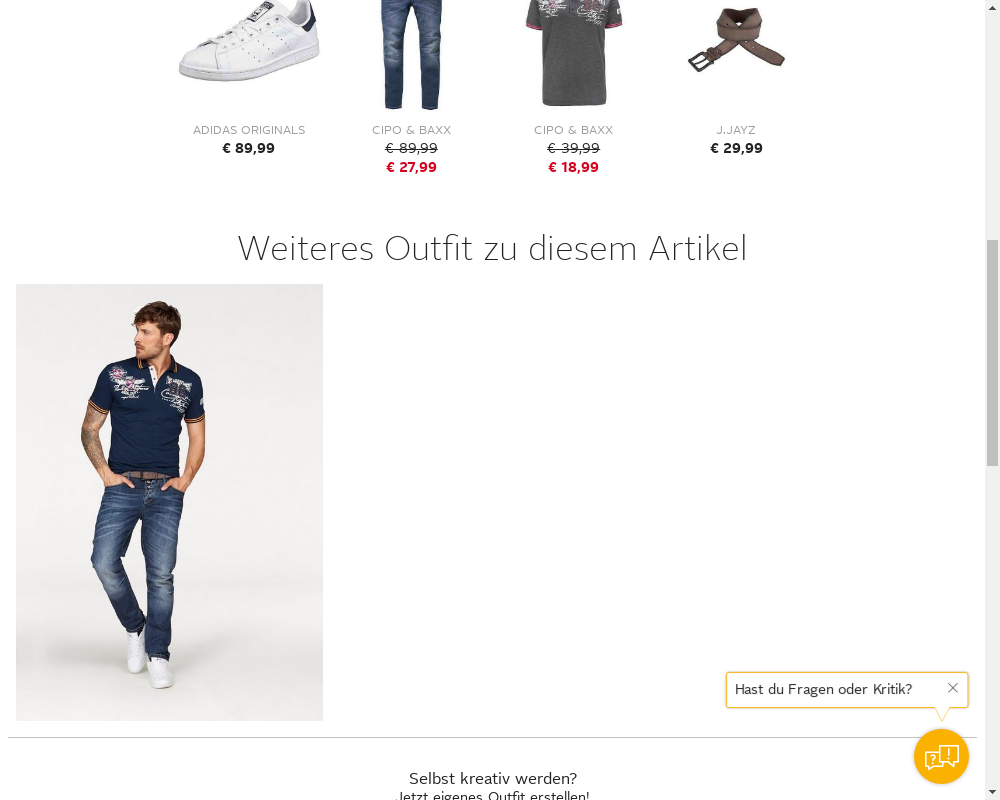 ADIDAS ORIGINALS
€ 89,99
CIPO & BAXX
€ 89,99
€ 27,99
CIPO & BAXX
€ 39,99
€ 18,99
J.JAYZ
€ 29,99
Weiteres Outfit zu diesem Artikel
Hast du Fragen oder Kritik?
Selbst kreativ werden?
Jetzt eigenes Outfit erstellen!